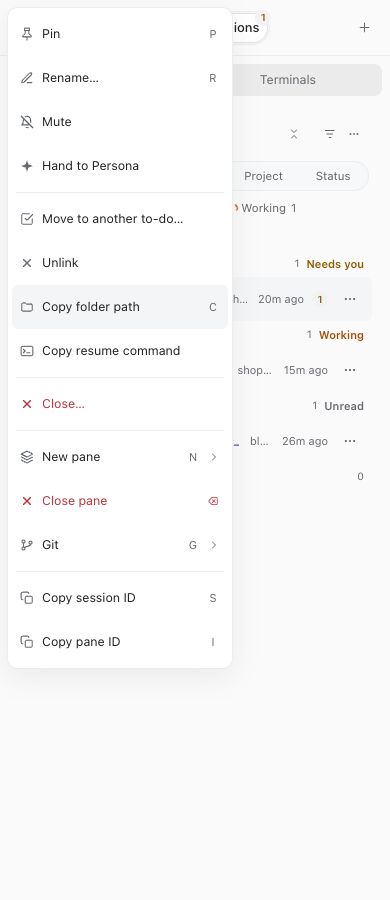 Pin P
ions 1
Rename... R
Terminals
Mute
Hand to Persona
Project Status
Move to another to-do...
Working 1
Unlink
1 Needs you
Copy folder path C
h... 20m ago 1
1 Working
Copy resume command
shop... 15m ago
Close...
1 Unread
bl... 26m ago
New pane N
0
Close pane
Git G
Copy session ID S
Copy pane ID I